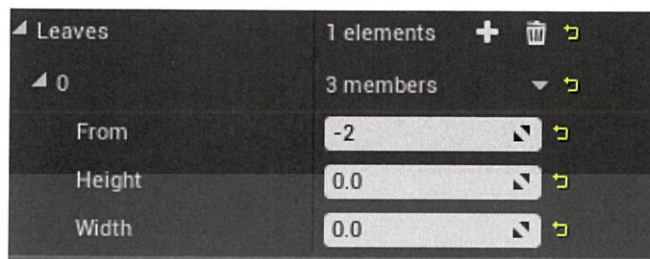 Leaves 1 elements
0 3 members
From -2
Height 0.0
Width 0.0